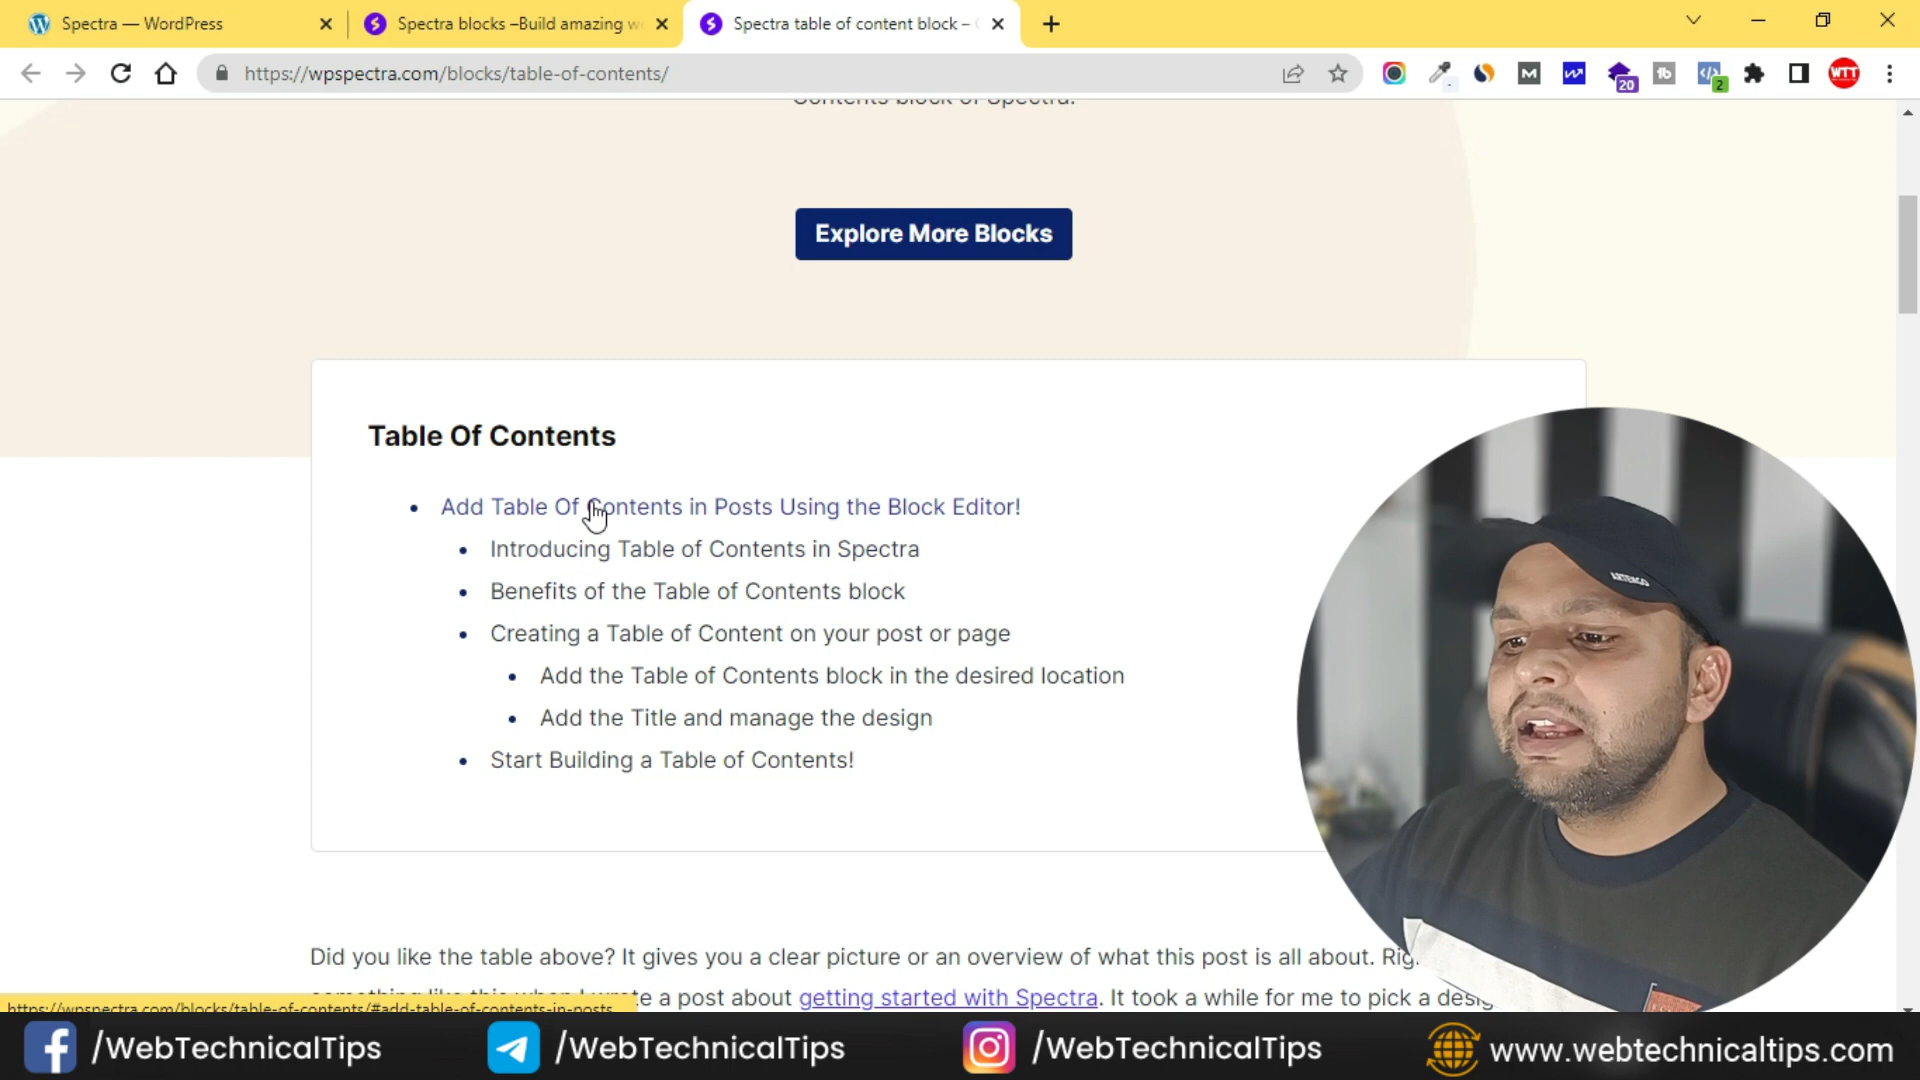 Spectra — WordPress
Spectra blocks –Build amazing w
Spectra table of content block –
https://wpspectra.com/blocks/table-of-contents/
20
2
WTT
Contents block of Spectra.
Explore More Blocks
Table Of Contents
Add Table Of Contents in Posts Using the Block Editor!
Introducing Table of Contents in Spectra
Benefits of the Table of Contents block
Creating a Table of Content on your post or page
Add the Table of Contents block in the desired location
Add the Title and manage the design
Start Building a Table of Contents!
ARTENGO
Did you like the table above? It gives you a clear picture or an overview of what this post is all about.
something like this when I wrote a post about getting started with Spectra. It took a while for me to pick a
https://wpspectra.com/blocks/table-of-contents/#add-table-of-contents-in-posts
/WebTechnicalTips
/WebTechnicalTips
/WebTechnicalTips
www.webtechnicaltips.com